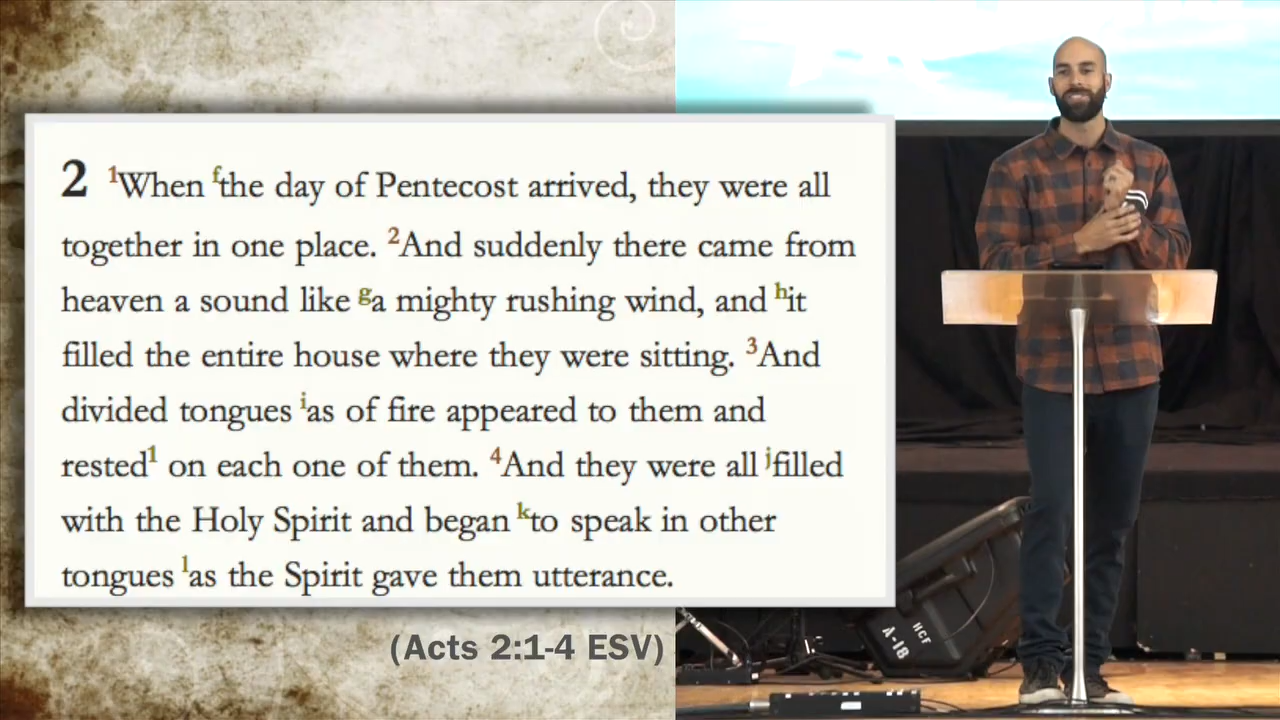 2 1When fthe day of Pentecost arrived, they were all
together in one place. 2And suddenly there came from
heaven a sound like ga mighty rushing wind, and hit
filled the entire house where they were sitting. 3And
divided tongues ias of fire appeared to them and
rested1 on each one of them. 4And they were all jfilled
with the Holy Spirit and began kto speak in other
tongues las the Spirit gave them utterance.
(Acts 2:1-4 ESV)
HCF
A-18